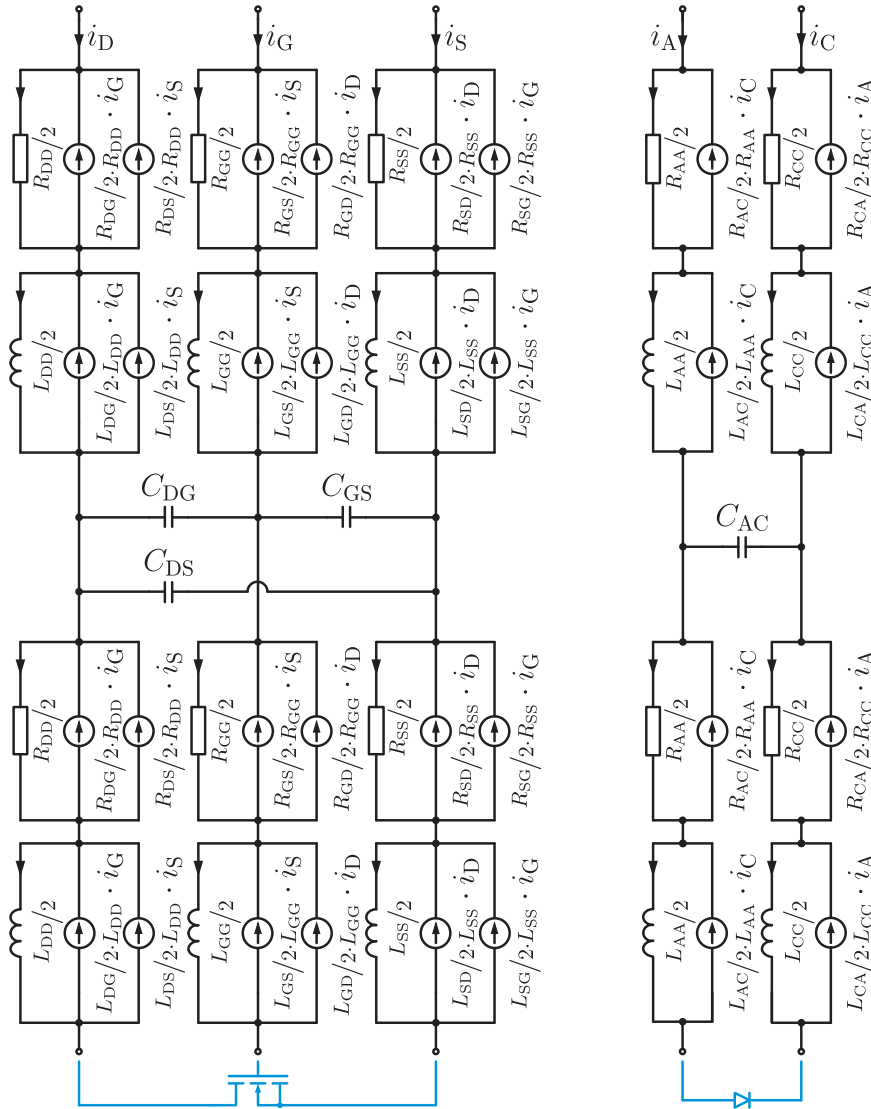 i_D i_G i_S i_A i_C
R_DD/2
R_DG/2·R_DD · i_G
R_DS/2·R_DD · i_S
R_GG/2
R_GS/2·R_GG · i_S
R_GD/2·R_GG · i_D
R_SS/2
R_SD/2·R_SS · i_D
R_SG/2·R_SS · i_G
R_AA/2
R_AC/2·R_AA · i_C
R_CC/2
R_CA/2·R_CC · i_A
L_DD/2
L_DG/2·L_DD · i_G
L_DS/2·L_DD · i_S
L_GG/2
L_GS/2·L_GG · i_S
L_GD/2·L_GG · i_D
L_SS/2
L_SD/2·L_SS · i_D
L_SG/2·L_SS · i_G
L_AA/2
L_AC/2·L_AA · i_C
L_CC/2
L_CA/2·L_CC · i_A
C_DG
C_GS
C_AC
C_DS
R_DD/2
R_DG/2·R_DD · i_G
R_DS/2·R_DD · i_S
R_GG/2
R_GS/2·R_GG · i_S
R_GD/2·R_GG · i_D
R_SS/2
R_SD/2·R_SS · i_D
R_SG/2·R_SS · i_G
R_AA/2
R_AC/2·R_AA · i_C
R_CC/2
R_CA/2·R_CC · i_A
L_DD/2
L_DG/2·L_DD · i_G
L_DS/2·L_DD · i_S
L_GG/2
L_GS/2·L_GG · i_S
L_GD/2·L_GG · i_D
L_SS/2
L_SD/2·L_SS · i_D
L_SG/2·L_SS · i_G
L_AA/2
L_AC/2·L_AA · i_C
L_CC/2
L_CA/2·L_CC · i_A